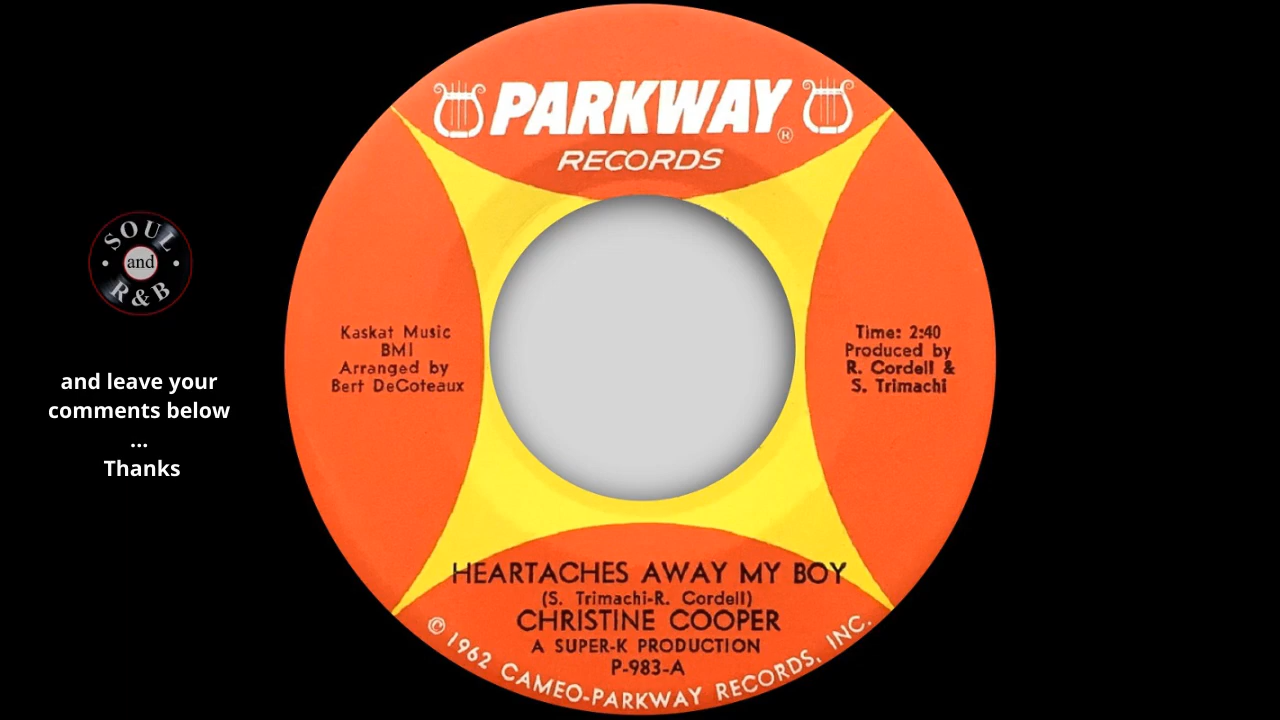 SOUL
and
R&B
and leave your
comments below
...
Thanks
PARKWAY®
RECORDS
Kaskat Music
BMI
Arranged by
Bert DeCoteaux
Time: 2:40
Produced by
R. Cordell &
S. Trimachi
HEARTACHES AWAY MY BOY
(S. Trimachi-R. Cordell)
CHRISTINE COOPER
A SUPER-K PRODUCTION
P-983-A
© 1962 CAMEO-PARKWAY RECORDS, INC.